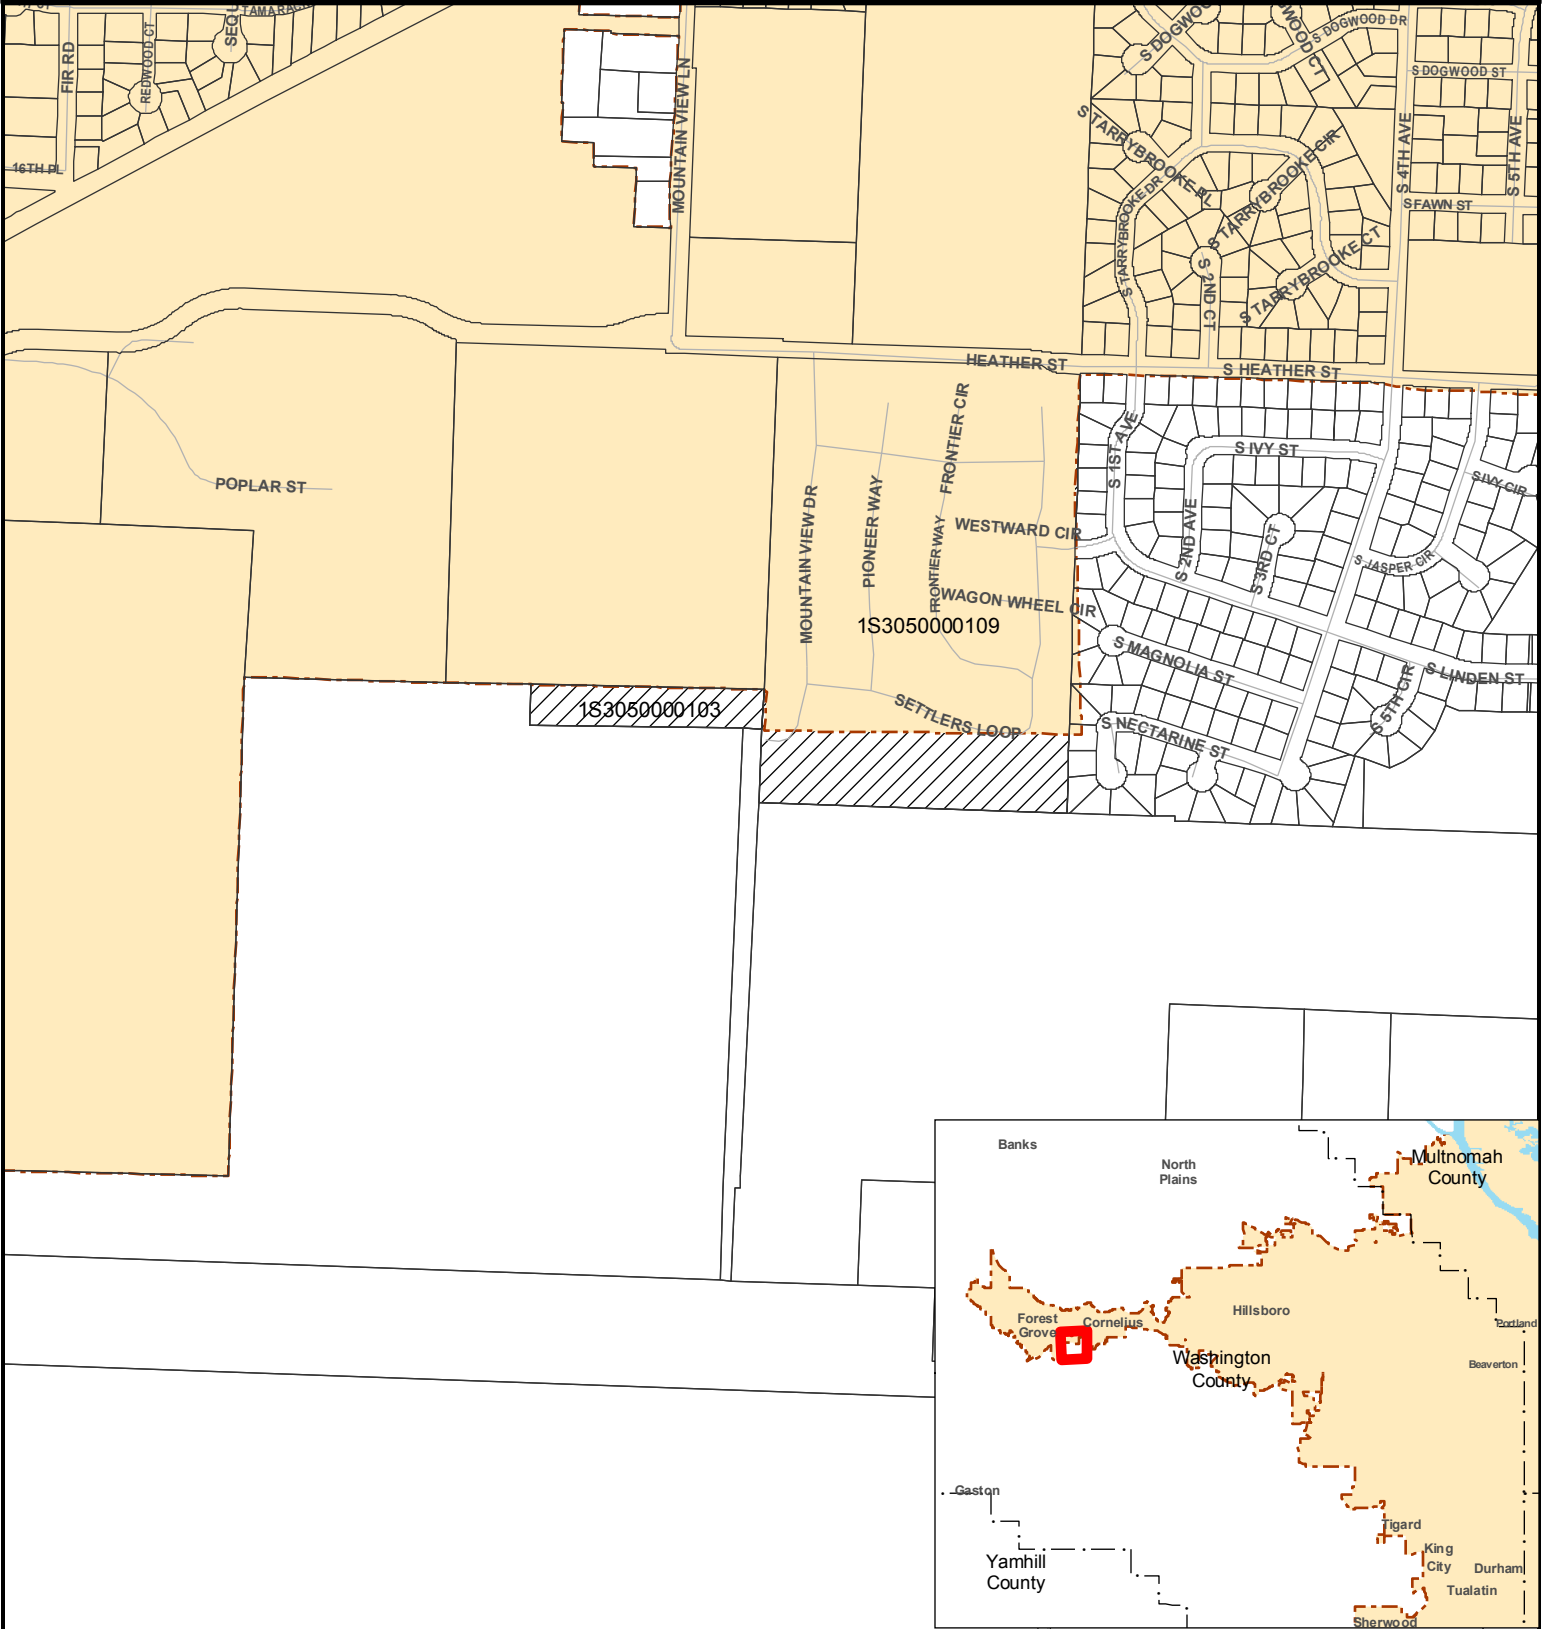 FIR RD
REDWOOD CT
16TH PL
MOUNTAIN VIEW LN
S DOGWOOD DR
S DOGWOOD ST
S TARRYBROOKE PL
S TARRYBROOKE DR
S TARRYBROOKE CIR
S TARRYBROOKE CT
S 2ND CT
S 4TH AVE
S 5TH AVE
S FAWN ST
HEATHER ST
S HEATHER ST
POPLAR ST
MOUNTAIN VIEW DR
PIONEER WAY
FRONTIER CIR
FRONTIER WAY
WESTWARD CIR
WAGON WHEEL CIR
1S3050000109
SETTLERS LOOP
1S3050000103
S 1ST AVE
S IVY ST
S IVY CIR
S 2ND AVE
S 3RD CT
S JASPER CIR
S MAGNOLIA ST
S LINDEN ST
S 5TH CIR
S NECTARINE ST
Banks
North
Plains
Multnomah
County
Hillsboro
Forest
Grove
Cornelius
Portland
Washington
County
Beaverton
Gaston
Tigard
King
City
Durham
Tualatin
Yamhill
County
Sherwood